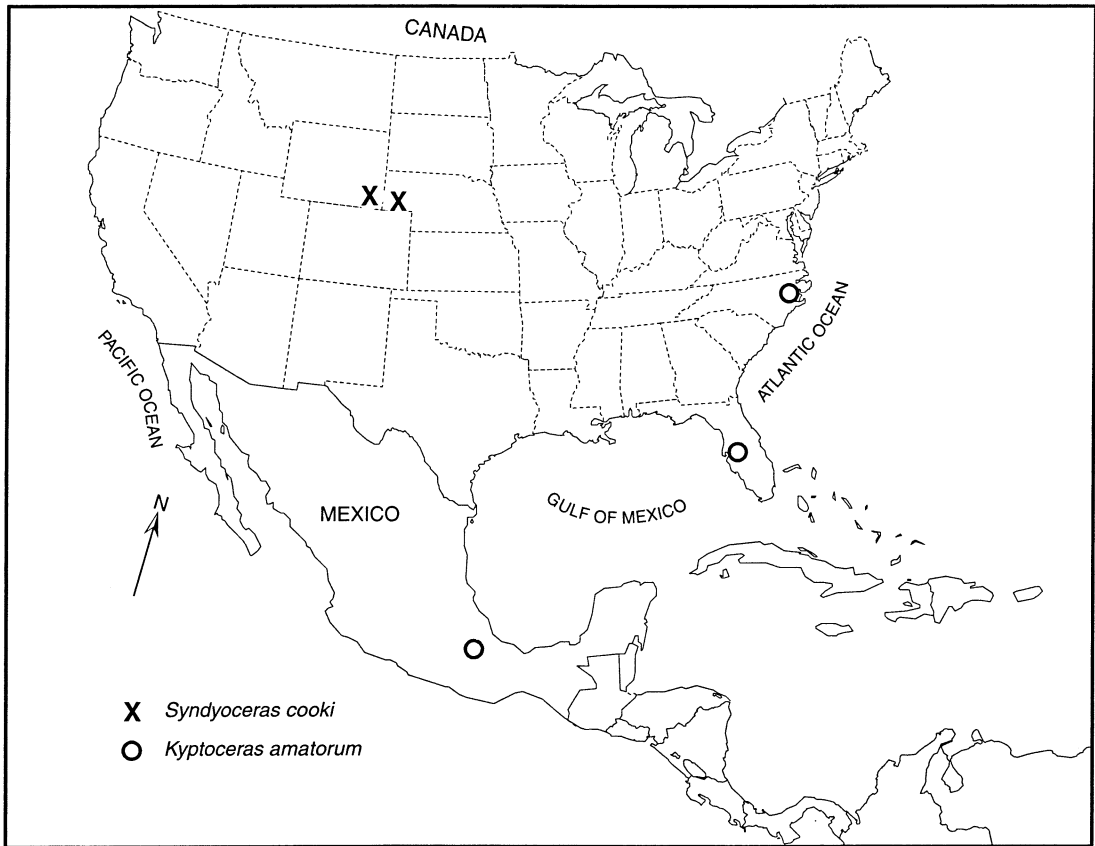 CANADA
X X
PACIFIC OCEAN
ATLANTIC OCEAN
N
MEXICO
GULF OF MEXICO
X Syndyoceras cooki
Kyptoceras amatorum